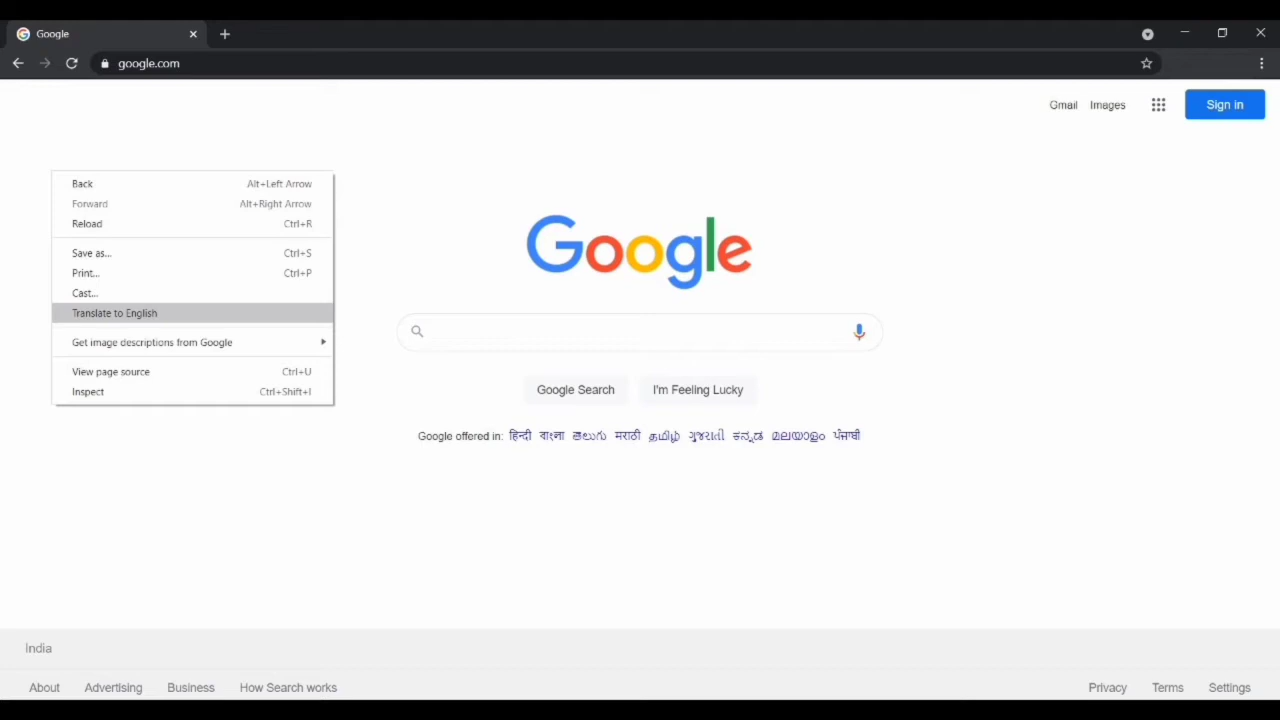 Google
google.com
Gmail Images Sign in
Back Alt+Left Arrow
Forward Alt+Right Arrow
Reload Ctrl+R
Save as... Ctrl+S
Print... Ctrl+P
Cast...
Translate to English
Get image descriptions from Google
View page source Ctrl+U
Inspect Ctrl+Shift+I
Google
Google Search I'm Feeling Lucky
Google offered in: हिन्दी বাংলা తెలుగు मराठी தமிழ் ગુજરાતી ಕನ್ನಡ മലയാളം ਪੰਜਾਬੀ
India
About Advertising Business How Search works Privacy Terms Settings